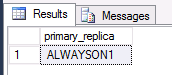 Results Messages
primary_replica
1 ALWAYSON1